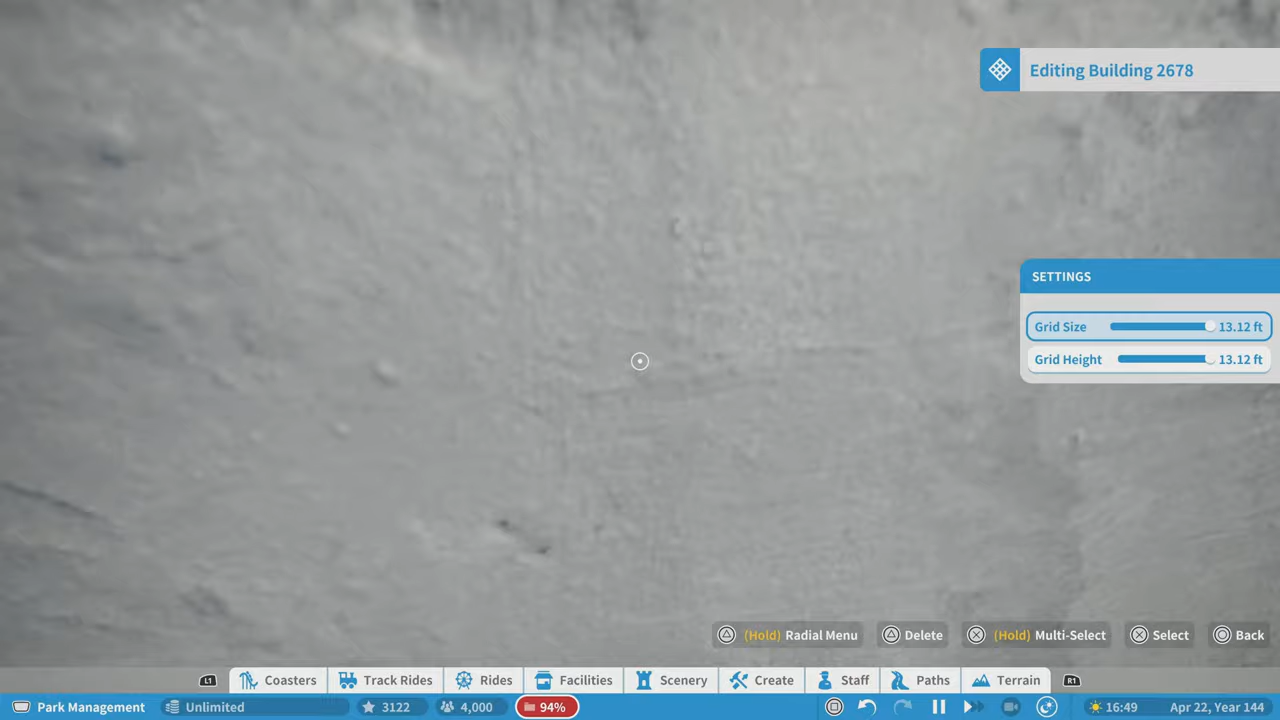 Editing Building 2678
SETTINGS
Grid Size 13.12 ft
Grid Height 13.12 ft
(Hold) Radial Menu Delete (Hold) Multi-Select Select Back
L1 Coasters Track Rides Rides Facilities Scenery Create Staff Paths Terrain R1
Park Management Unlimited 3122 4,000 94% 16:49 Apr 22, Year 144